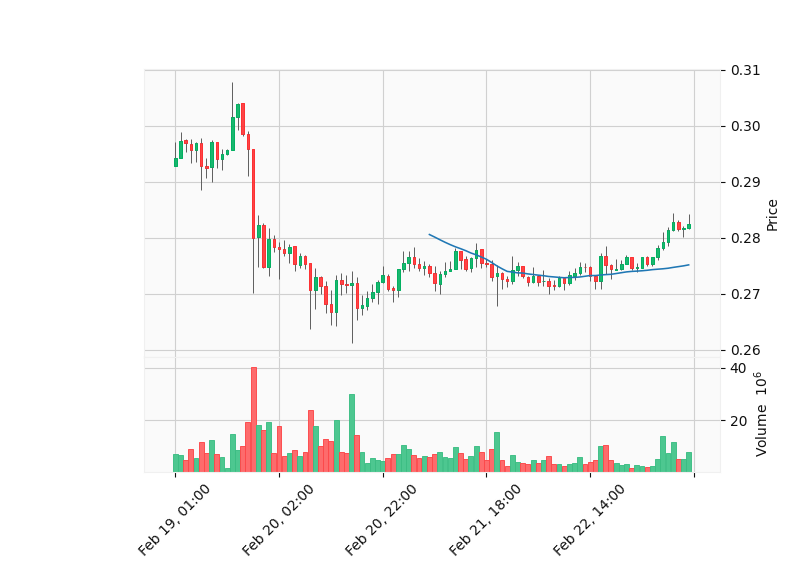 0.31
0.30
0.29
0.28
0.27
0.26
Price
40
20
Volume 10^6
Feb 19, 01:00
Feb 20, 02:00
Feb 20, 22:00
Feb 21, 18:00
Feb 22, 14:00